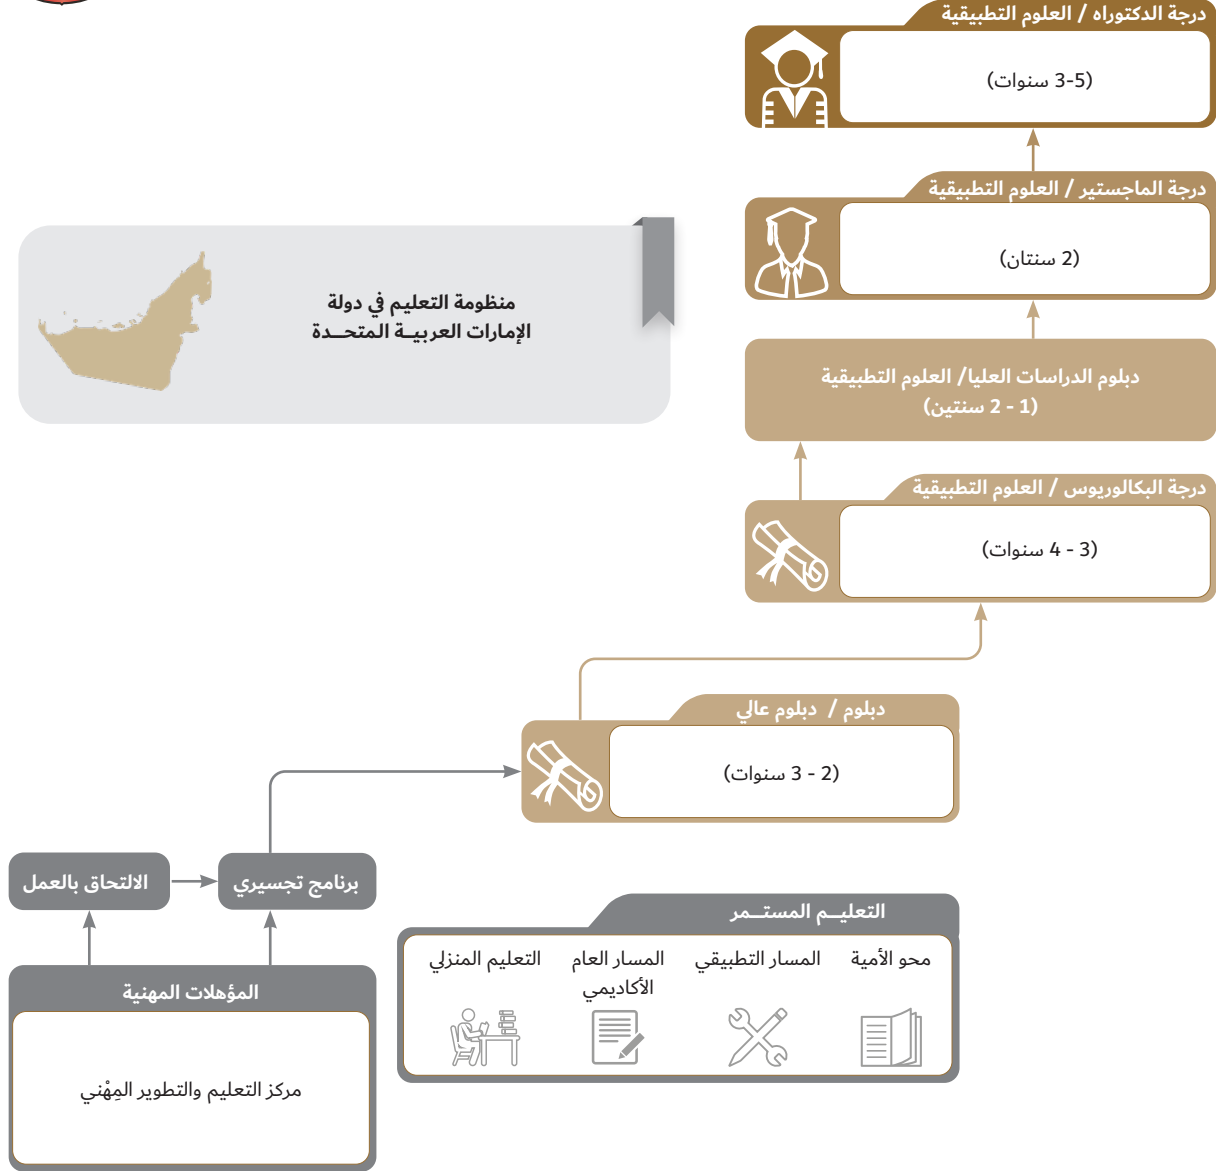 درجة الدكتوراه / العلوم التطبيقية
(3-5 سنوات)
درجة الماجستير / العلوم التطبيقية
(2 سنتان)
منظومة التعليم في دولة
الإمارات العربيــة المتحــدة
دبلوم الدراسات العليا/ العلوم التطبيقية
(1 - 2 سنتين)
درجة البكالوريوس / العلوم التطبيقية
(3 - 4 سنوات)
دبلوم / دبلوم عالي
(2 - 3 سنوات)
برنامج تجسيري
الالتحاق بالعمل
التعليــم المستــمر
محو الأمية
المسار التطبيقي
المسار العام
الأكاديمي
التعليم المنزلي
المؤهلات المهنية
مركز التعليم والتطوير المِهْني